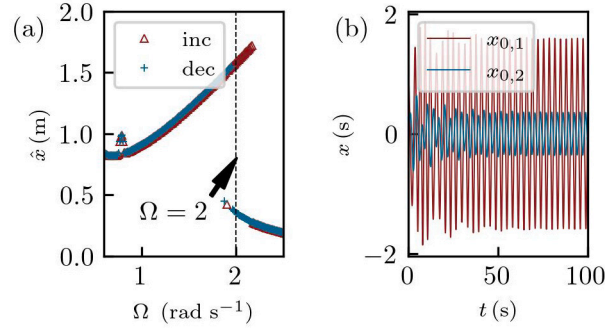 (a)
inc
dec
2.0
1.5
1.0
0.5
0.0
x̂ (m)
Ω = 2
1
2
Ω (rad s⁻¹)
(b)
x₀,₁
x₀,₂
2
0
−2
x (s)
0
50
100
t (s)